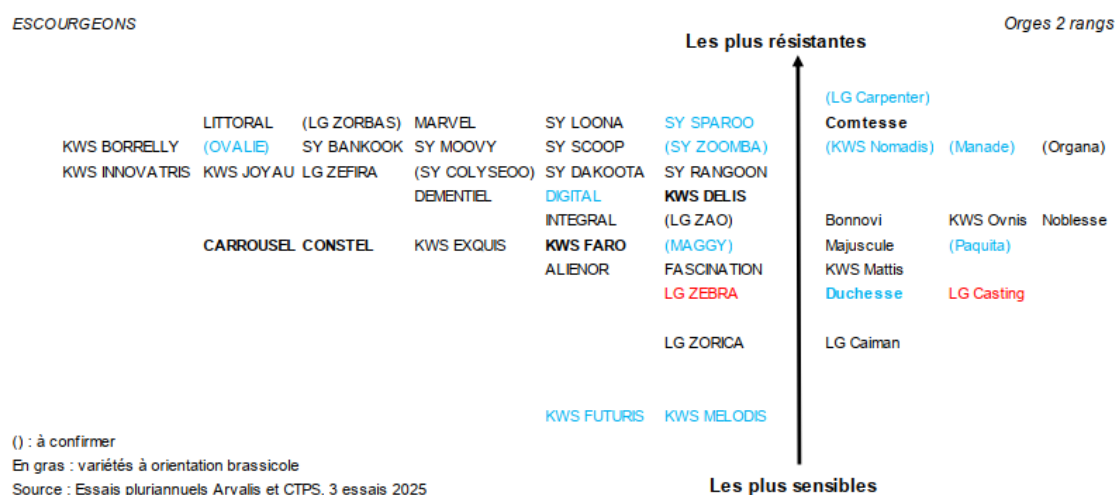 ESCOURGEONS Orges 2 rangs
Les plus résistantes
(LG Carpenter)
LITTORAL (LG ZORBAS) MARVEL SY LOONA SY SPAROO Comtesse
KWS BORRELLY (OVALIE) SY BANKOOK SY MOOVY SY SCOOP (SY ZOOMBA) (KWS Nomadis) (Manade) (Organa)
KWS INNOVATRIS KWS JOYAU LG ZEFIRA (SY COLYSEOO) SY DAKOOTA SY RANGOON
DEMENTIEL DIGITAL KWS DELIS
INTEGRAL (LG ZAO) Bonnovi KWS Ovnis Noblesse
CARROUSEL CONSTEL KWS EXQUIS KWS FARO (MAGGY) Majuscule (Paquita)
ALIENOR FASCINATION KWS Mattis
LG ZEBRA Duchesse LG Casting
LG ZORICA LG Caiman
KWS FUTURIS KWS MELODIS
() : à confirmer
En gras : variétés à orientation brassicole
Source : Essais pluriannuels Arvalis et CTPS, 3 essais 2025
Les plus sensibles